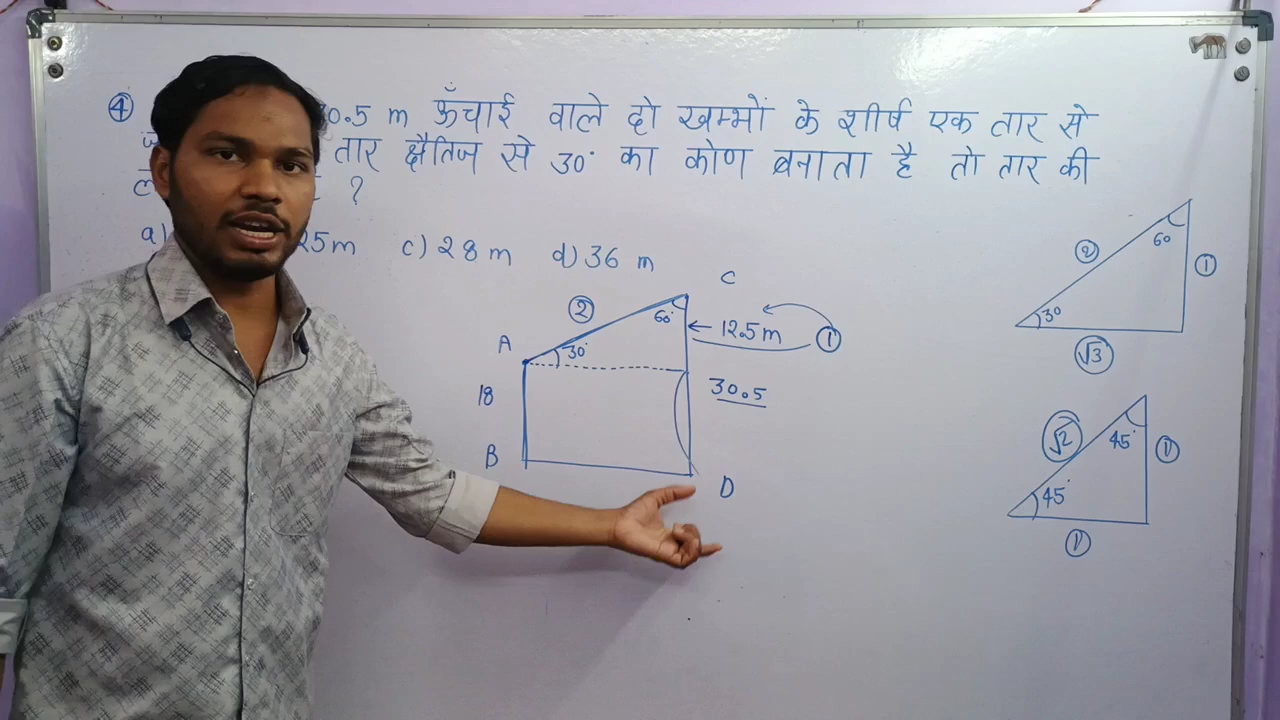 ④ 0.5 m ऊँचाई वाले दो खम्भों के शीर्ष एक तार से
तार क्षैतिज से 30° का कोण बनाता है तो तार की
?
a) 25m c) 28 m d) 36 m
C
② 60° ← 12.5 m ①
A 30°
18 30.5
B
D
② 60 ①
30
√3
√2 45° ①
45°
①